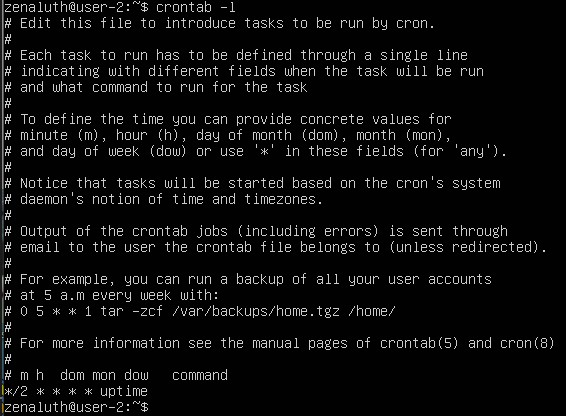 zenaluth@user-2:~$ crontab -l
# Edit this file to introduce tasks to be run by cron.
#
# Each task to run has to be defined through a single line
# indicating with different fields when the task will be run
# and what command to run for the task
#
# To define the time you can provide concrete values for
# minute (m), hour (h), day of month (dom), month (mon),
# and day of week (dow) or use '*' in these fields (for 'any').
#
# Notice that tasks will be started based on the cron's system
# daemon's notion of time and timezones.
#
# Output of the crontab jobs (including errors) is sent through
# email to the user the crontab file belongs to (unless redirected).
#
# For example, you can run a backup of all your user accounts
# at 5 a.m every week with:
# 0 5 * * 1 tar -zcf /var/backups/home.tgz /home/
#
# For more information see the manual pages of crontab(5) and cron(8)
#
# m h  dom mon dow   command
*/2 * * * * uptime
zenaluth@user-2:~$